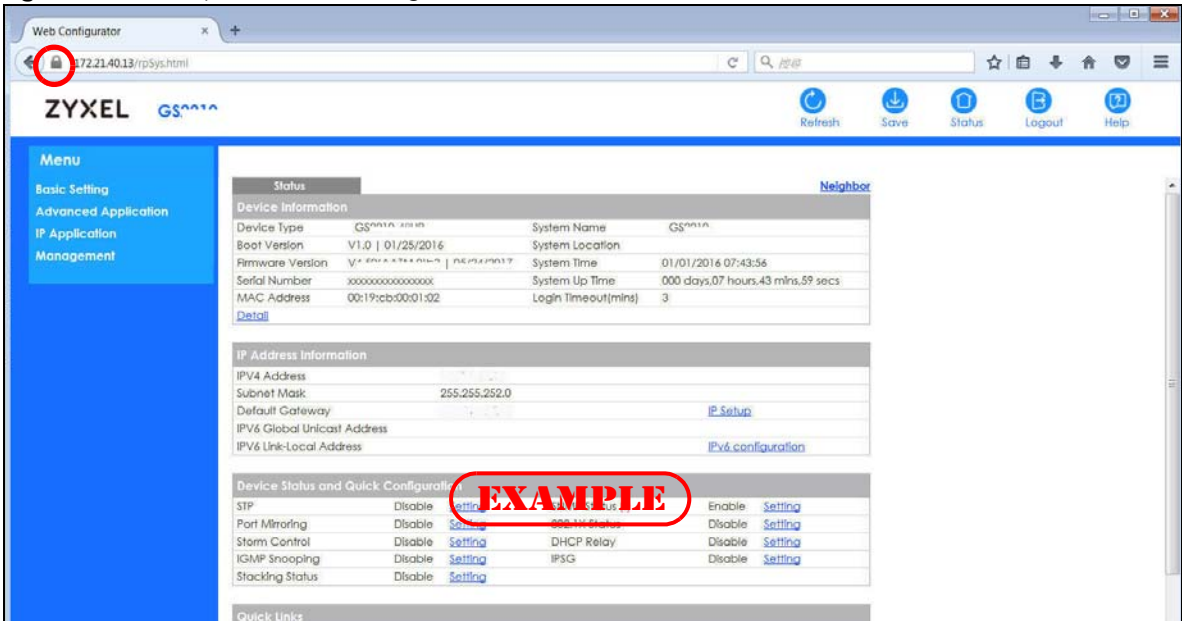 Web Configurator × +
172.21.40.13/rpSys.html
ZYXEL
Refresh Save Status Logout Help
Menu
Basic Setting
Advanced Application
IP Application
Management
Status Neighbor
Device Information
Device Type System Name
Boot Version V1.0 | 01/25/2016 System Location
Firmware Version System Time 01/01/2016 07:43:56
Serial Number xxxxxxxxxxxxxxxx System Up Time 000 days,07 hours,43 mins,59 secs
MAC Address 00:19:cb:00:01:02 Login Timeout(mins) 3
Detail
IP Address Information
IPV4 Address
Subnet Mask 255.255.252.0
Default Gateway IP Setup
IPV6 Global Unicast Address
IPV6 Link-Local Address IPv6 configuration
Device Status and Quick Configuration
EXAMPLE
STP Disable Setting Enable Setting
Port Mirroring Disable Setting 802.1X Status Disable Setting
Storm Control Disable Setting DHCP Relay Disable Setting
IGMP Snooping Disable Setting IPSG Disable Setting
Stacking Status Disable Setting
Quick Links